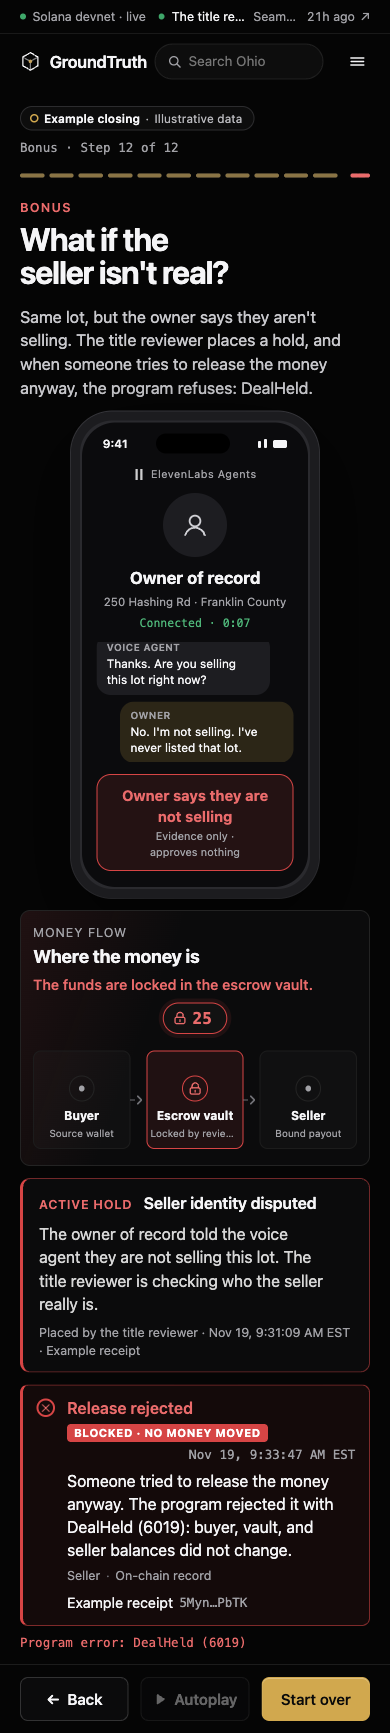 Solana devnet · live The title re... Seam... 21h ago ↗
GroundTruth Search Ohio
Example closing · Illustrative data
Bonus · Step 12 of 12
BONUS
What if the
seller isn't real?
Same lot, but the owner says they aren't
selling. The title reviewer places a hold, and
when someone tries to release the money
anyway, the program refuses: DealHeld.
9:41
ElevenLabs Agents
Owner of record
250 Hashing Rd · Franklin County
Connected · 0:07
VOICE AGENT
Thanks. Are you selling
this lot right now?
OWNER
No. I'm not selling. I've
never listed that lot.
Owner says they are
not selling
Evidence only ·
approves nothing
MONEY FLOW
Where the money is
The funds are locked in the escrow vault.
25
Buyer Escrow vault Seller
Source wallet Locked by revie... Bound payout
ACTIVE HOLD Seller identity disputed
The owner of record told the voice
agent they are not selling this lot. The
title reviewer is checking who the seller
really is.
Placed by the title reviewer · Nov 19, 9:31:09 AM EST
· Example receipt
Release rejected
BLOCKED · NO MONEY MOVED
Nov 19, 9:33:47 AM EST
Someone tried to release the money
anyway. The program rejected it with
DealHeld (6019): buyer, vault, and
seller balances did not change.
Seller · On-chain record
Example receipt 5Myn…PbTK
Program error: DealHeld (6019)
← Back Autoplay Start over